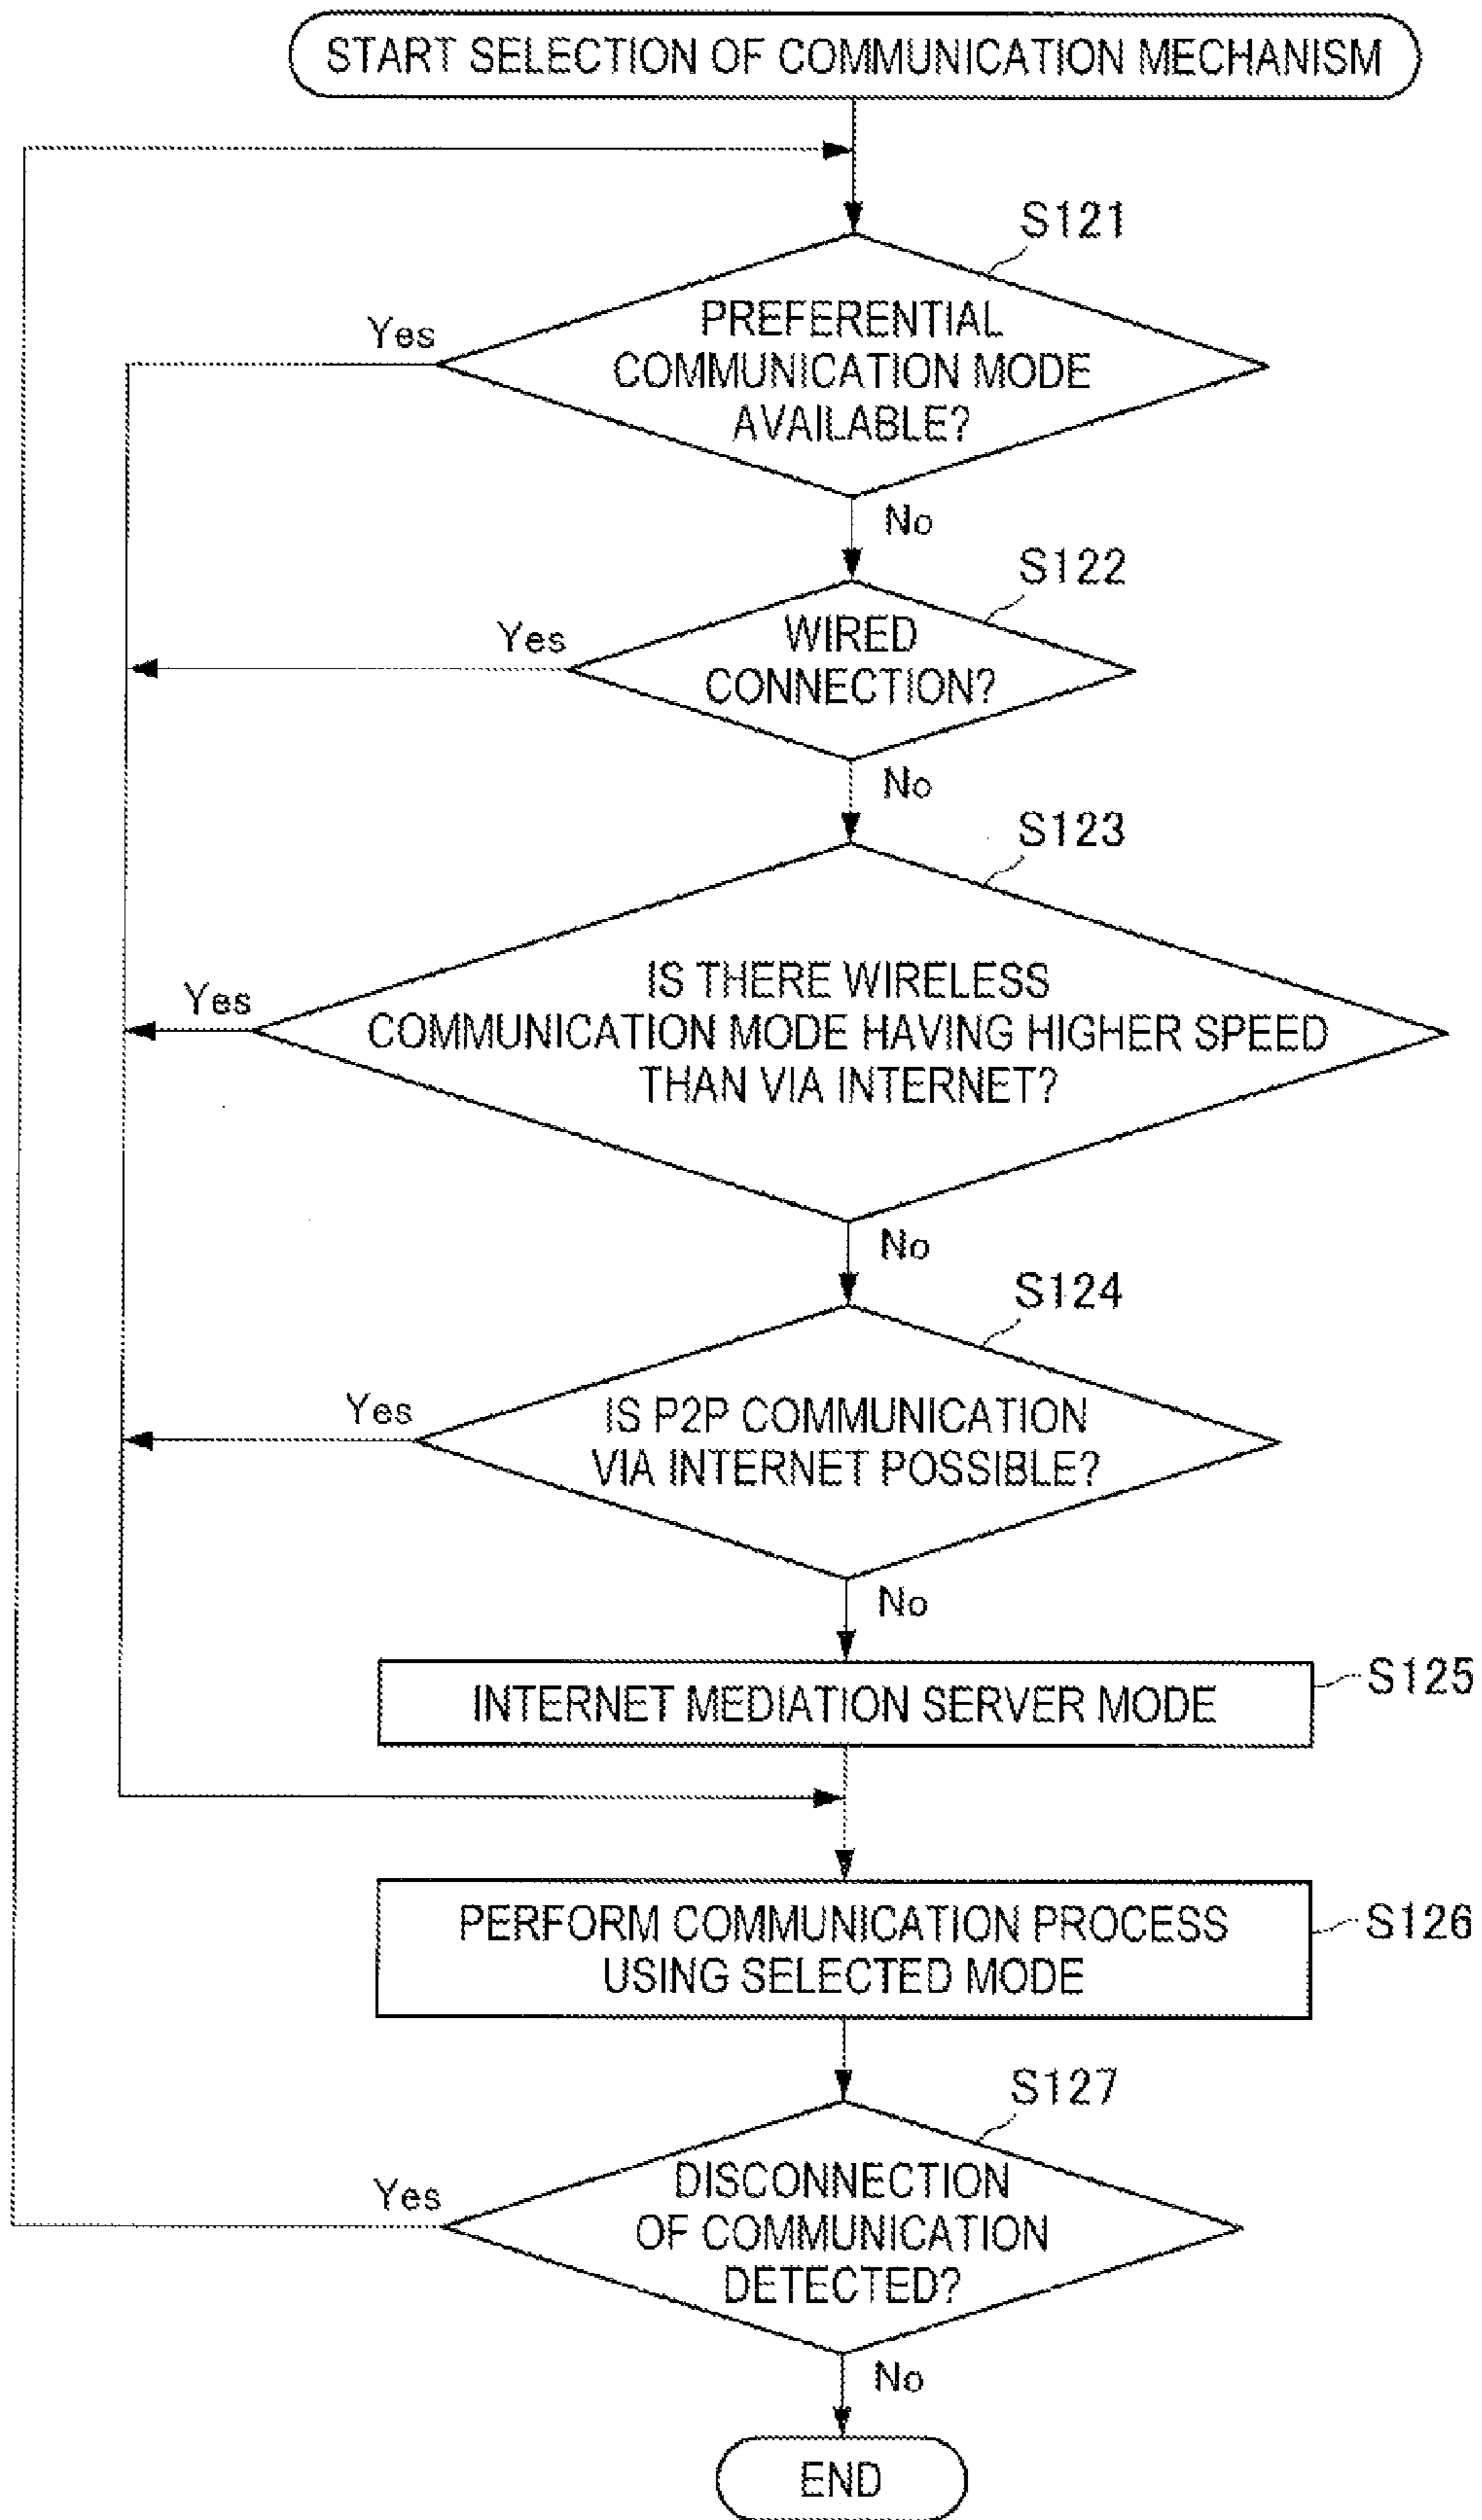 START SELECTION OF COMMUNICATION MECHANISM
S121
Yes
PREFERENTIAL
COMMUNICATION MODE
AVAILABLE?
No
S122
Yes
WIRED
CONNECTION?
No
S123
Yes
IS THERE WIRELESS
COMMUNICATION MODE HAVING HIGHER SPEED
THAN VIA INTERNET?
No
S124
Yes
IS P2P COMMUNICATION
VIA INTERNET POSSIBLE?
No
INTERNET MEDIATION SERVER MODE
S125
PERFORM COMMUNICATION PROCESS
USING SELECTED MODE
S126
S127
Yes
DISCONNECTION
OF COMMUNICATION
DETECTED?
No
END